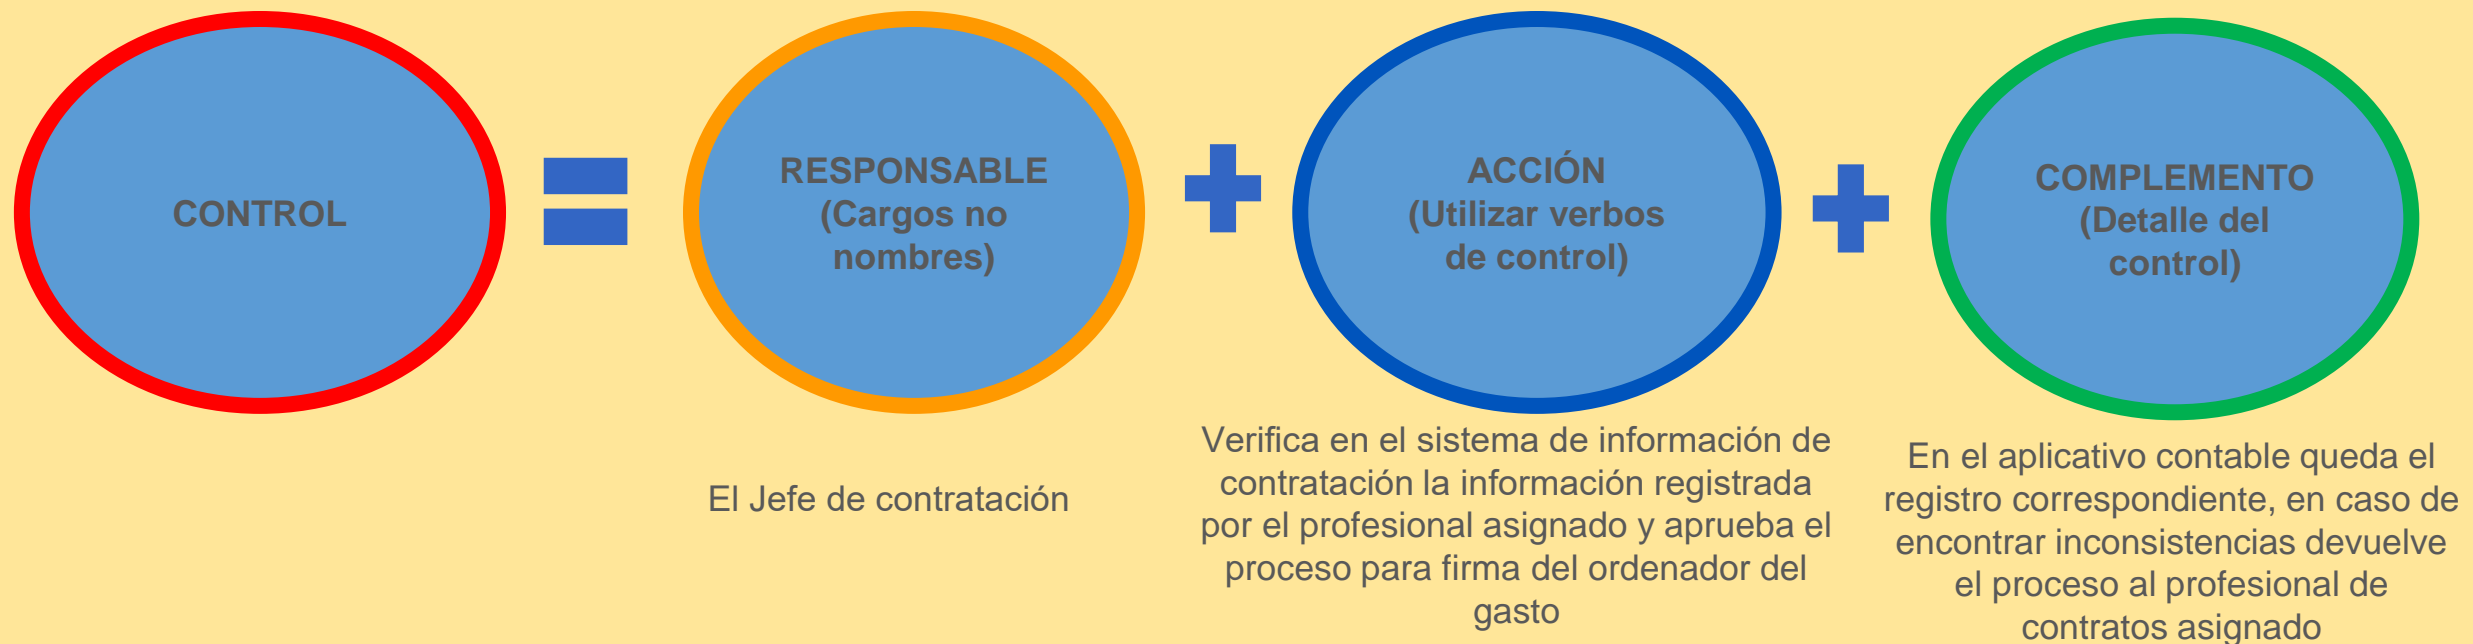 CONTROL
RESPONSABLE
(Cargos no
nombres)
El Jefe de contratación
ACCIÓN
(Utilizar verbos
de control)
Verifica en el sistema de información de
contratación la información registrada
por el profesional asignado y aprueba el
proceso para firma del ordenador del
gasto
COMPLEMENTO
(Detalle del
control)
En el aplicativo contable queda el
registro correspondiente, en caso de
encontrar inconsistencias devuelve
el proceso al profesional de
contratos asignado